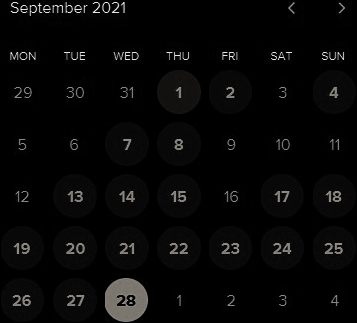 September 2021
MON TUE WED THU FRI SAT SUN
29 30 31 1 2 3 4
5 6 7 8 9 10 11
12 13 14 15 16 17 18
19 20 21 22 23 24 25
26 27 28 1 2 3 4